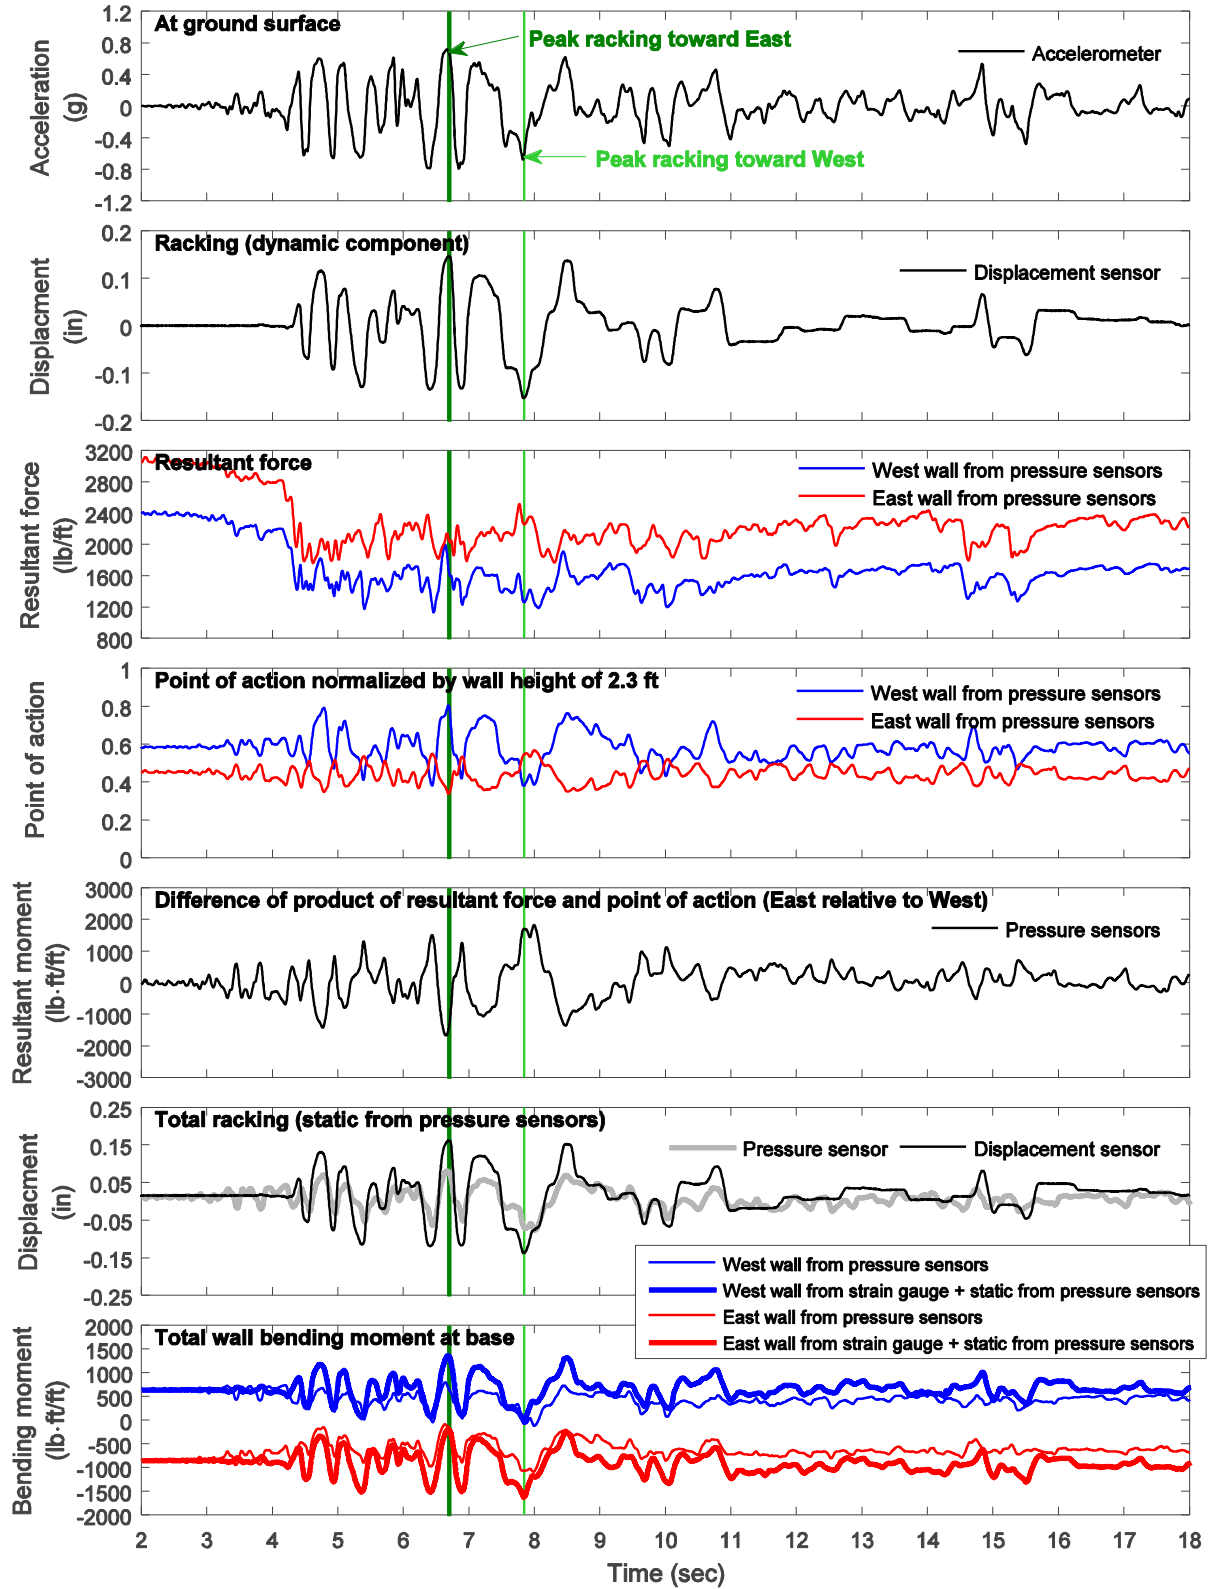 At ground surface
Peak racking toward East
Accelerometer
Peak racking toward West
Acceleration
(g)
1.2
0.8
0.4
0
-0.4
-0.8
-1.2
Racking (dynamic component)
Displacement sensor
Displacment
(in)
0.2
0.1
0
-0.1
-0.2
Resultant force
West wall from pressure sensors
East wall from pressure sensors
Resultant force
(lb/ft)
3200
2800
2400
2000
1600
1200
800
Point of action normalized by wall height of 2.3 ft
West wall from pressure sensors
East wall from pressure sensors
Point of action
1
0.8
0.6
0.4
0.2
0
Difference of product of resultant force and point of action (East relative to West)
Pressure sensors
Resultant moment
(lb·ft/ft)
3000
2000
1000
0
-1000
-2000
-3000
Total racking (static from pressure sensors)
Pressure sensor
Displacement sensor
Displacment
(in)
0.25
0.15
0.05
-0.05
-0.15
-0.25
West wall from pressure sensors
West wall from strain gauge + static from pressure sensors
East wall from pressure sensors
East wall from strain gauge + static from pressure sensors
Total wall bending moment at base
Bending moment
(lb·ft/ft)
2000
1500
1000
500
0
-500
-1000
-1500
-2000
2 3 4 5 6 7 8 9 10 11 12 13 14 15 16 17 18
Time (sec)